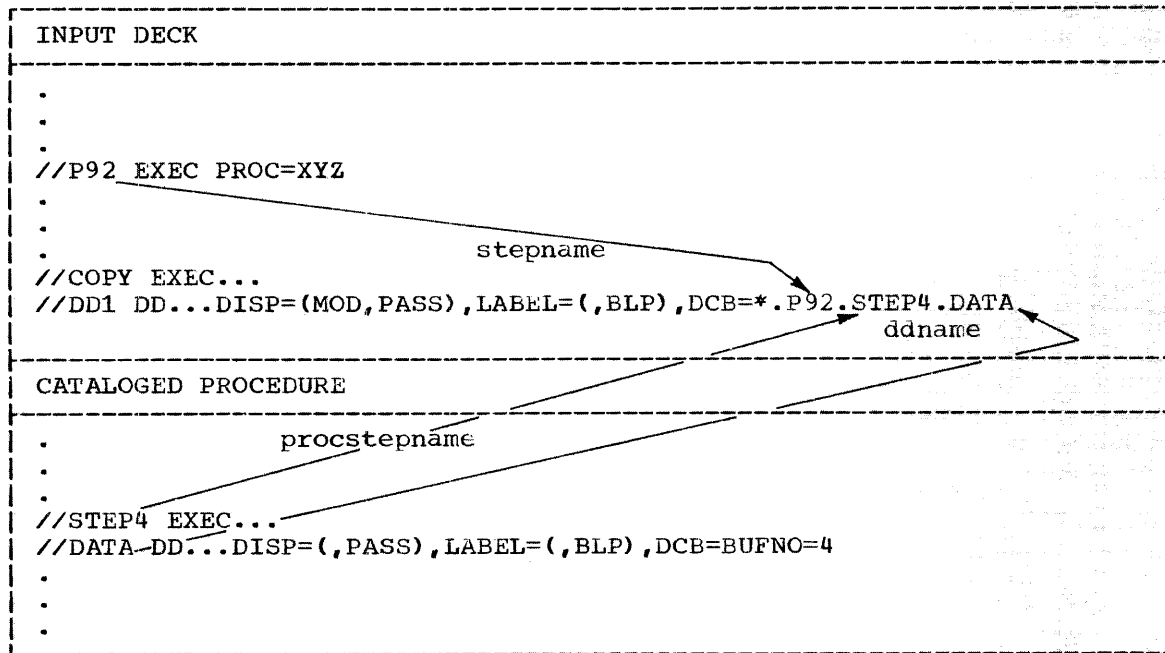 INPUT DECK
.
.
.
//P92 EXEC PROC=XYZ
.
.
.
stepname
//COPY EXEC...
//DD1 DD...DISP=(MOD,PASS),LABEL=(,BLP),DCB=*.P92.STEP4.DATA
ddname
CATALOGED PROCEDURE
.
procstepname
.
.
//STEP4 EXEC...
//DATA DD...DISP=(,PASS),LABEL=(,BLP),DCB=BUFNO=4
.
.
.